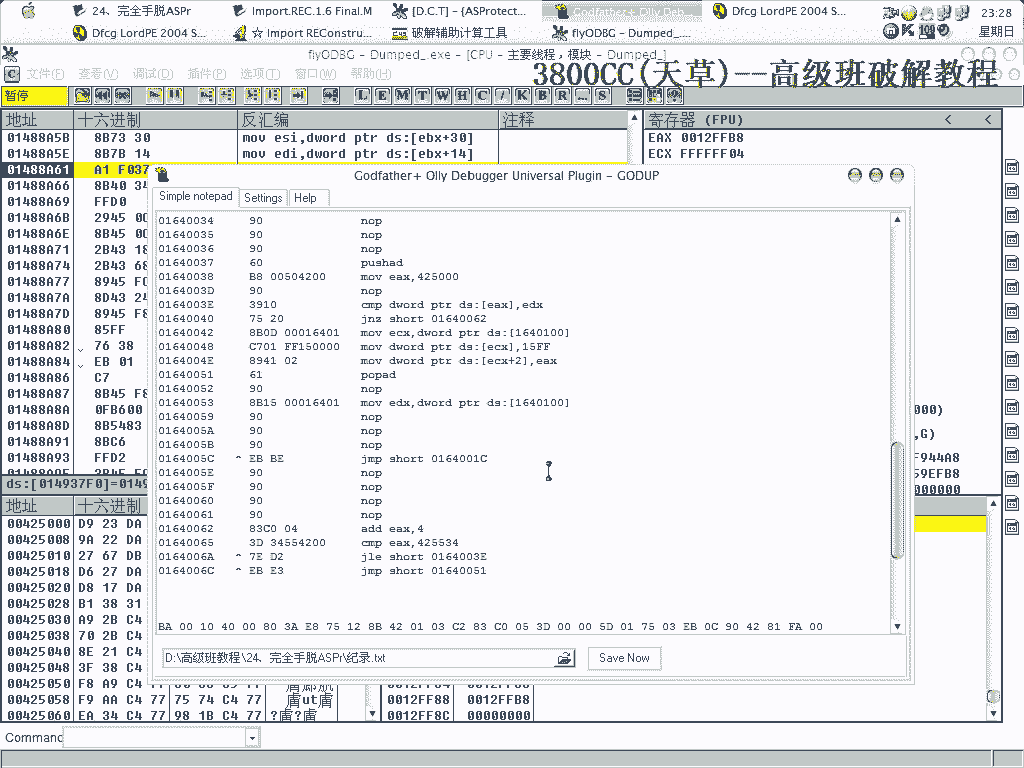 24、完全手脱ASPr
Import.REC.1.6 Final.M
[D.C.T] - {ASProtect...
Godfather+ Olly Deb...
Dfcg LordPE 2004 S...
23:28
Dfcg LordPE 2004 S...
☆ Import REConstru...
破解辅助计算工具
flyODBG - Dumped_....
星期日
flyODBG - Dumped_.exe - [CPU - 主要线程，模块 - Dumped_]
C 文件(F) 查看(V) 调试(D) 插件(P) 选项(T) 窗口(W) 帮助(H)
3800CC(天草)--高级班破解教程
暂停
L E M T W H C / K B R ... S
地址 十六进制 反汇编 注释 寄存器 (FPU) < <
01488A5B 8B73 30 mov esi,dword ptr ds:[ebx+30] EAX 0012FFB8
01488A5E 8B7B 14 mov edi,dword ptr ds:[ebx+14] ECX FFFFFF04
01488A61 A1 F037
01488A66 8B40 34
01488A69 FFD0
01488A6B 2945 0C
01488A6E 8B45 0C
01488A71 2B43 18
01488A74 2B43 68
01488A77 8945 FC
01488A7A 8D43 24
01488A7D 8945 F8
01488A80 85FF
01488A82 76 38
01488A84 EB 01
01488A86 C7
01488A87 8B45 F8
01488A8A 0FB600
01488A8D 8B5483
01488A91 8BC6
01488A93 FFD2
000)
,G)
F944A8
59EFB8
000000
Godfather+ Olly Debugger Universal Plugin - GODUP
Simple notepad Settings Help
01640034 90 nop
01640035 90 nop
01640036 90 nop
01640037 60 pushad
01640038 B8 00504200 mov eax,425000
0164003D 90 nop
0164003E 3910 cmp dword ptr ds:[eax],edx
01640040 75 20 jnz short 01640062
01640042 8B0D 00016401 mov ecx,dword ptr ds:[1640100]
01640048 C701 FF150000 mov dword ptr ds:[ecx],15FF
0164004E 8941 02 mov dword ptr ds:[ecx+2],eax
01640051 61 popad
01640052 90 nop
01640053 8B15 00016401 mov edx,dword ptr ds:[1640100]
01640059 90 nop
0164005A 90 nop
0164005B 90 nop
0164005C ^ EB BE jmp short 0164001C
0164005E 90 nop
0164005F 90 nop
01640060 90 nop
01640061 90 nop
01640062 83C0 04 add eax,4
01640065 3D 34554200 cmp eax,425534
0164006A ^ 7E D2 jle short 0164003E
0164006C ^ EB E3 jmp short 01640051
BA 00 10 40 00 80 3A E8 75 12 8B 42 01 03 C2 83 C0 05 3D 00 00 5D 01 75 03 EB 0C 90 42 81 FA 00
D:\高级班教程\24、完全手脱ASPr\纪录.txt Save Now
ds:[014937F0]=0149
地址 十六进制
00425000 D9 23 DA
00425008 9A 22 DA
00425010 27 67 DB
00425018 D6 27 DA
00425020 D8 17 DA
00425028 B1 38 31
00425030 A9 2B C4
00425038 70 2B C4
00425040 8E 21 C4
00425048 3F 38 C4
00425050 F8 A9 C4
00425058 F9 AA C4 77 75 74 C4 77 0012FF88 0012FFB8
00425060 EA 34 C4 77 98 1B C4 77 0012FF8C 00000000
Command